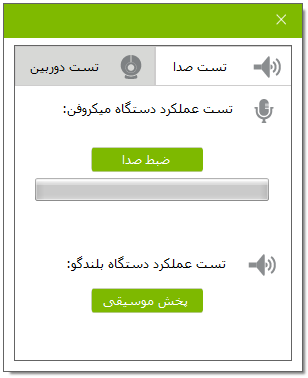 تست صدا
تست دوربین
تست عملکرد دستگاه میکروفن:
ضبط صدا
تست عملکرد دستگاه بلندگو:
پخش موسیقی